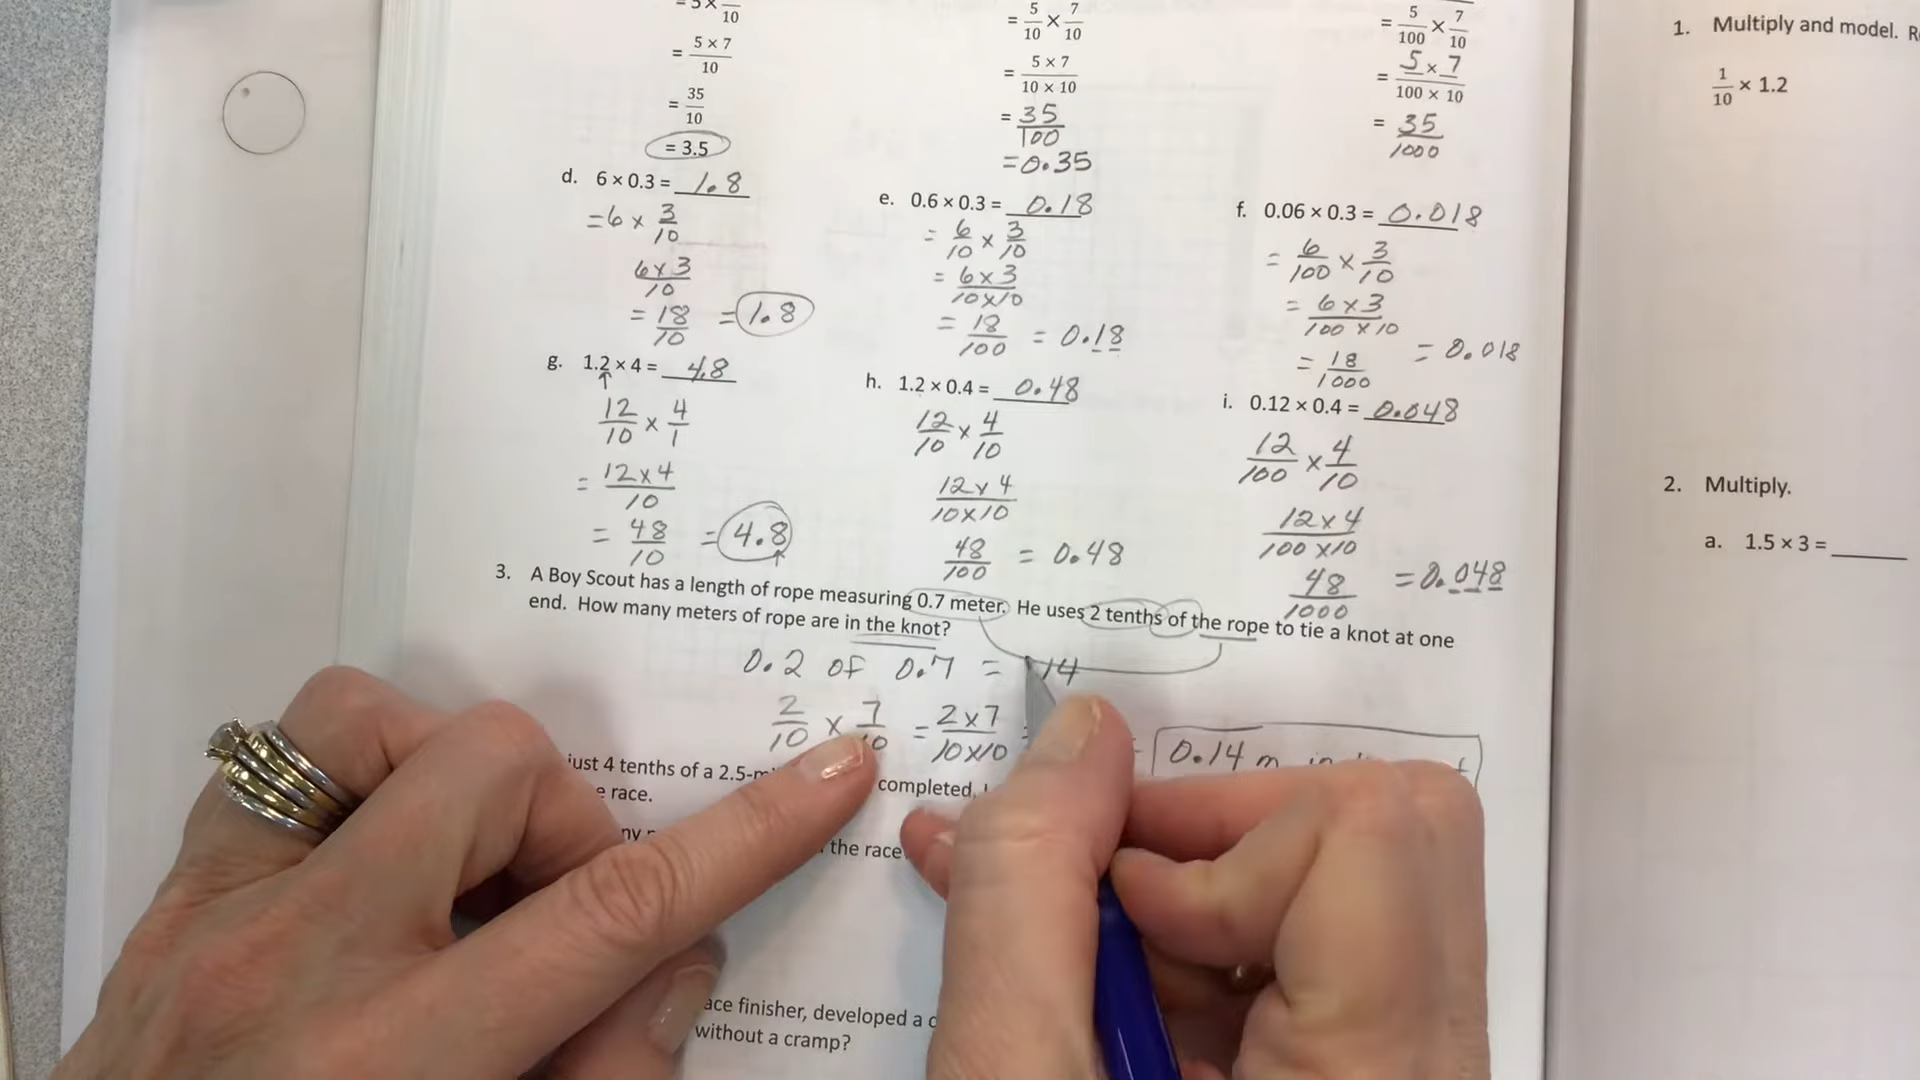 = 5 × /10
= 5 × 7 / 10
= 35/10
= 3.5
= 5/10 × 7/10
= 5 × 7 / 10 × 10
= 35/100
= 0.35
= 5/100 × 7/10
= 5 × 7 / 100 × 10
= 35/1000
d. 6 × 0.3 = 1.8
= 6 × 3/10
6 × 3 / 10
= 18/10 = 1.8
e. 0.6 × 0.3 = 0.18
= 6/10 × 3/10
= 6 × 3 / 10 × 10
= 18/100 = 0.18
f. 0.06 × 0.3 = 0.018
= 6/100 × 3/10
= 6 × 3 / 100 × 10
= 18/1000 = 0.018
g. 1.2 × 4 = 4.8
12/10 × 4/1
= 12 × 4 / 10
= 48/10 = 4.8
h. 1.2 × 0.4 = 0.48
12/10 × 4/10
12 × 4 / 10 × 10
48/100 = 0.48
i. 0.12 × 0.4 = 0.048
12/100 × 4/10
12 × 4 / 100 × 10
48/1000 = 0.048
3. A Boy Scout has a length of rope measuring 0.7 meter. He uses 2 tenths of the rope to tie a knot at one
end. How many meters of rope are in the knot?
0.2 of 0.7 = 14
2/10 × 7/10 = 2 × 7 / 10 × 10 = 0.14 m
just 4 tenths of a 2.5- completed,
race.
the race
ace finisher, developed a
without a cramp?
1. Multiply and model.
1/10 × 1.2
2. Multiply.
a. 1.5 × 3 =